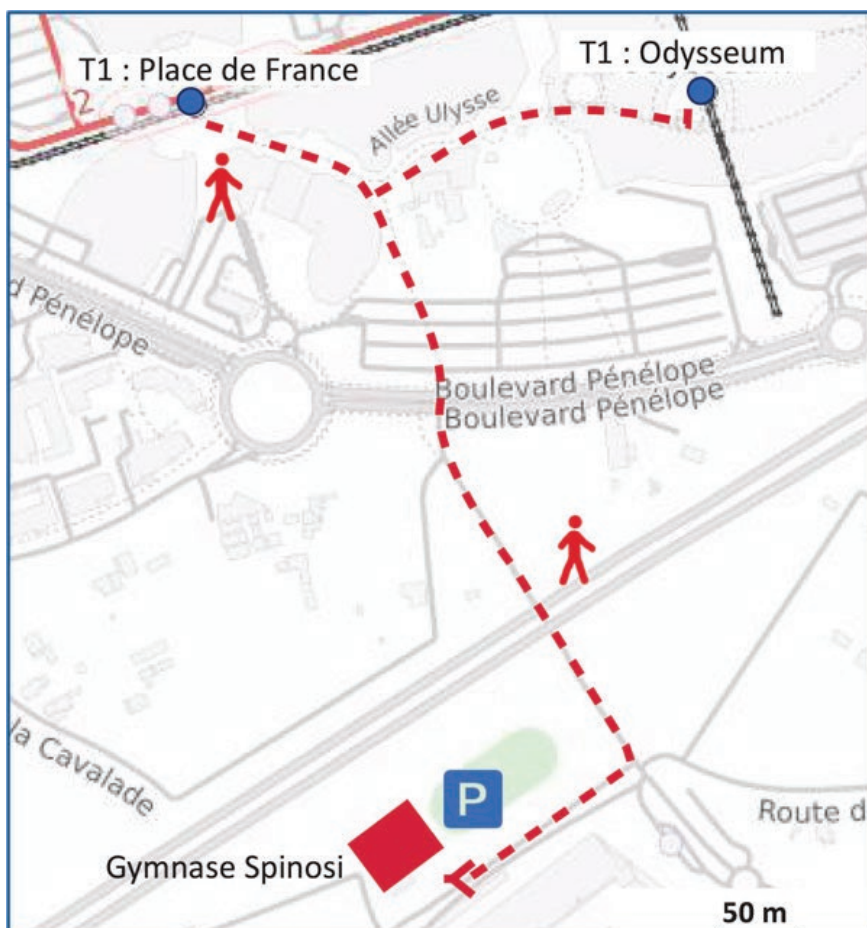 T1 : Place de France
T1 : Odysseum
2
Allée Ulysse
d Pénélope
Boulevard Pénélope
Boulevard Pénélope
la Cavalade
P
Route d
Gymnase Spinosi
50 m